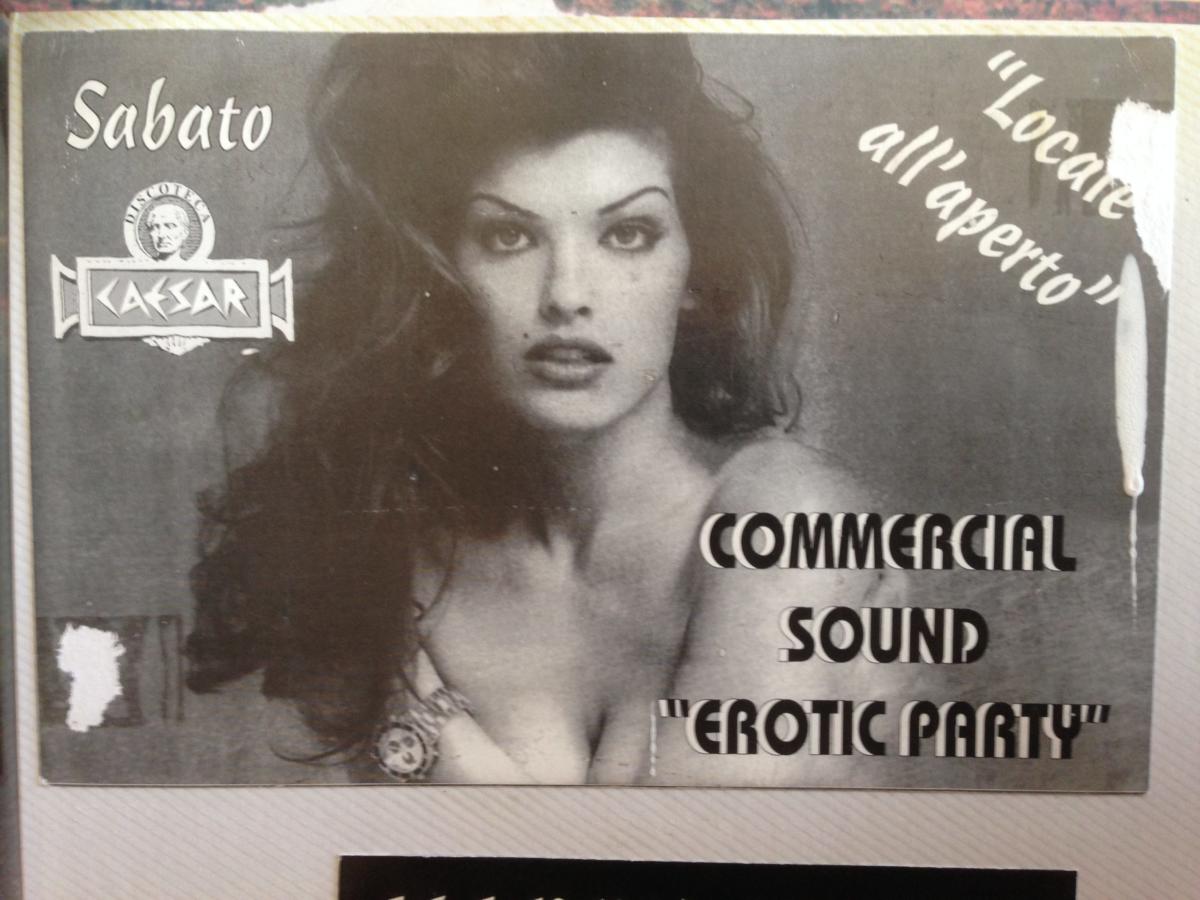 Sabato
DISCOTECA
CAESAR
"Locale
all'aperto"
COMMERCIAL
SOUND
"EROTIC PARTY"